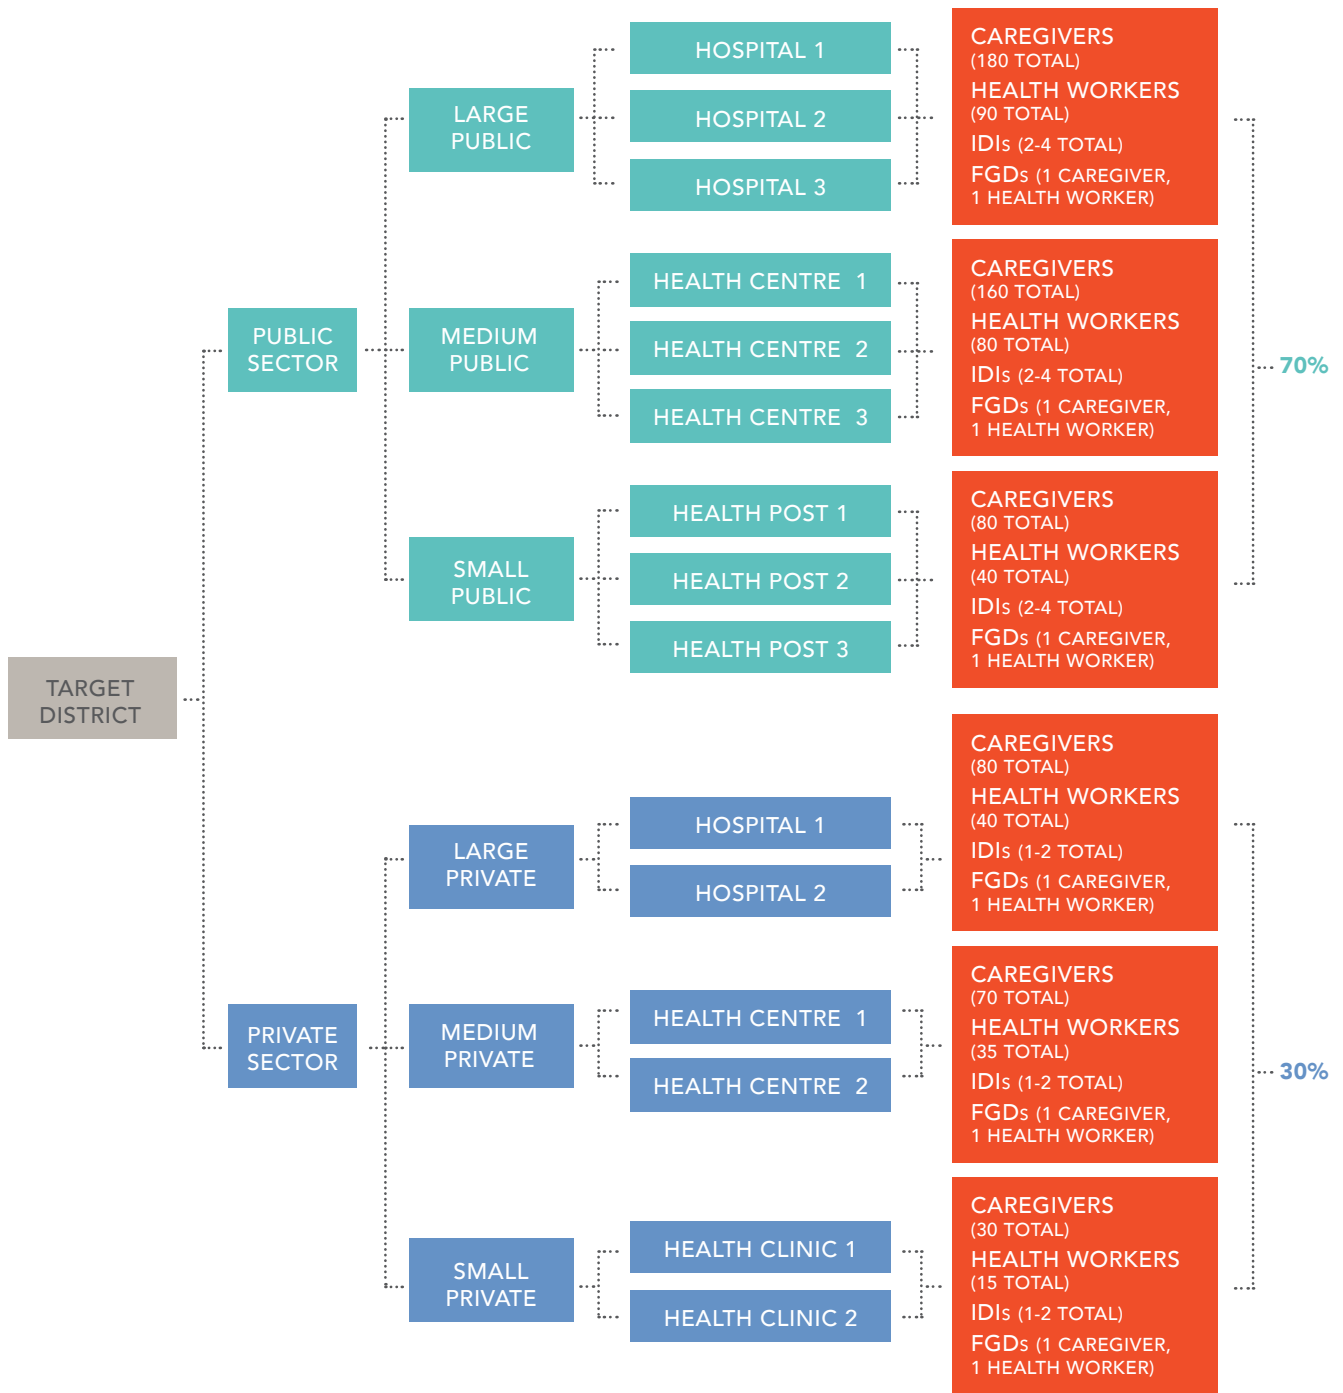 TARGET
DISTRICT
PUBLIC
SECTOR
LARGE
PUBLIC
HOSPITAL 1
HOSPITAL 2
HOSPITAL 3
CAREGIVERS
(180 TOTAL)
HEALTH WORKERS
(90 TOTAL)
IDIs (2-4 TOTAL)
FGDs (1 CAREGIVER,
1 HEALTH WORKER)
MEDIUM
PUBLIC
HEALTH CENTRE 1
HEALTH CENTRE 2
HEALTH CENTRE 3
CAREGIVERS
(160 TOTAL)
HEALTH WORKERS
(80 TOTAL)
IDIs (2-4 TOTAL)
FGDs (1 CAREGIVER,
1 HEALTH WORKER)
SMALL
PUBLIC
HEALTH POST 1
HEALTH POST 2
HEALTH POST 3
CAREGIVERS
(80 TOTAL)
HEALTH WORKERS
(40 TOTAL)
IDIs (2-4 TOTAL)
FGDs (1 CAREGIVER,
1 HEALTH WORKER)
70%
PRIVATE
SECTOR
LARGE
PRIVATE
HOSPITAL 1
HOSPITAL 2
CAREGIVERS
(80 TOTAL)
HEALTH WORKERS
(40 TOTAL)
IDIs (1-2 TOTAL)
FGDs (1 CAREGIVER,
1 HEALTH WORKER)
MEDIUM
PRIVATE
HEALTH CENTRE 1
HEALTH CENTRE 2
CAREGIVERS
(70 TOTAL)
HEALTH WORKERS
(35 TOTAL)
IDIs (1-2 TOTAL)
FGDs (1 CAREGIVER,
1 HEALTH WORKER)
SMALL
PRIVATE
HEALTH CLINIC 1
HEALTH CLINIC 2
CAREGIVERS
(30 TOTAL)
HEALTH WORKERS
(15 TOTAL)
IDIs (1-2 TOTAL)
FGDs (1 CAREGIVER,
1 HEALTH WORKER)
30%